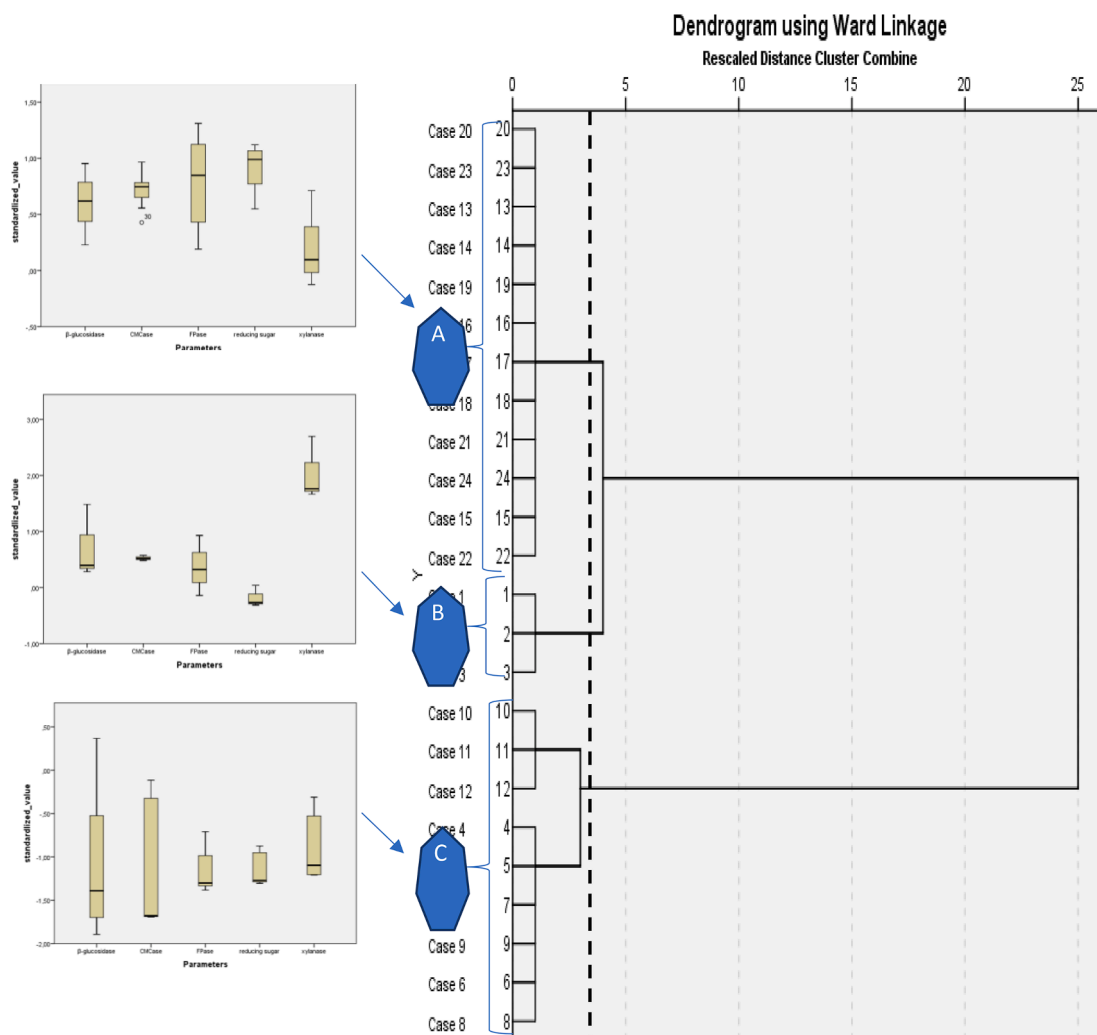 Dendrogram using Ward Linkage
Rescaled Distance Cluster Combine
0 5 10 15 20 25
1,50
1,00
,50
,00
-,50
standardized_value
30
β-glucosidase CMCase FPase reducing sugar xylanase
Parameters
3,00
2,00
1,00
,00
-1,00
standardized_value
β-glucosidase CMCase FPase reducing sugar xylanase
Parameters
,50
,00
-,50
-1,00
-1,50
-2,00
standardized_value
β-glucosidase CMCase FPase reducing sugar xylanase
Parameters
A
B
C
Y
Case 20 20
Case 23 23
Case 13 13
Case 14 14
Case 19 19
16 16
7 17
Case 18 18
Case 21 21
Case 24 24
Case 15 15
Case 22 22
1 1
2
3 3
Case 10 10
Case 11 11
Case 12 12
Case 4 4
5
7
Case 9 9
Case 6 6
Case 8 8